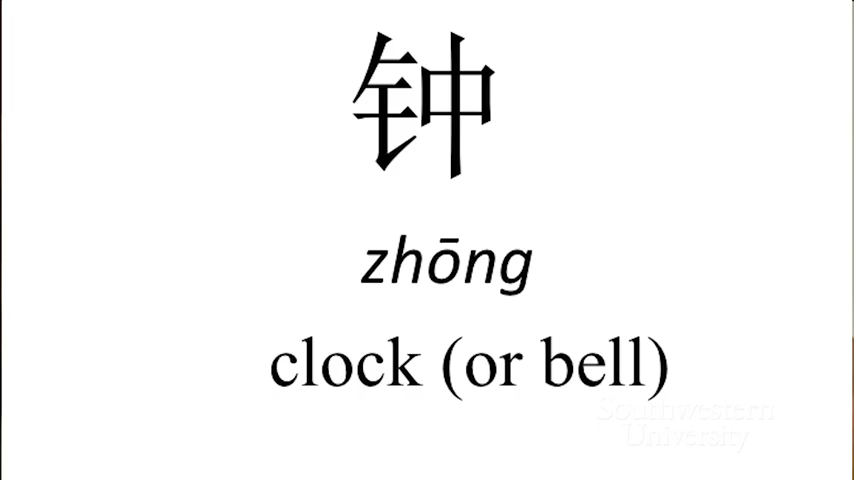 钟
zhōng
clock (or bell)
Southwestern
University